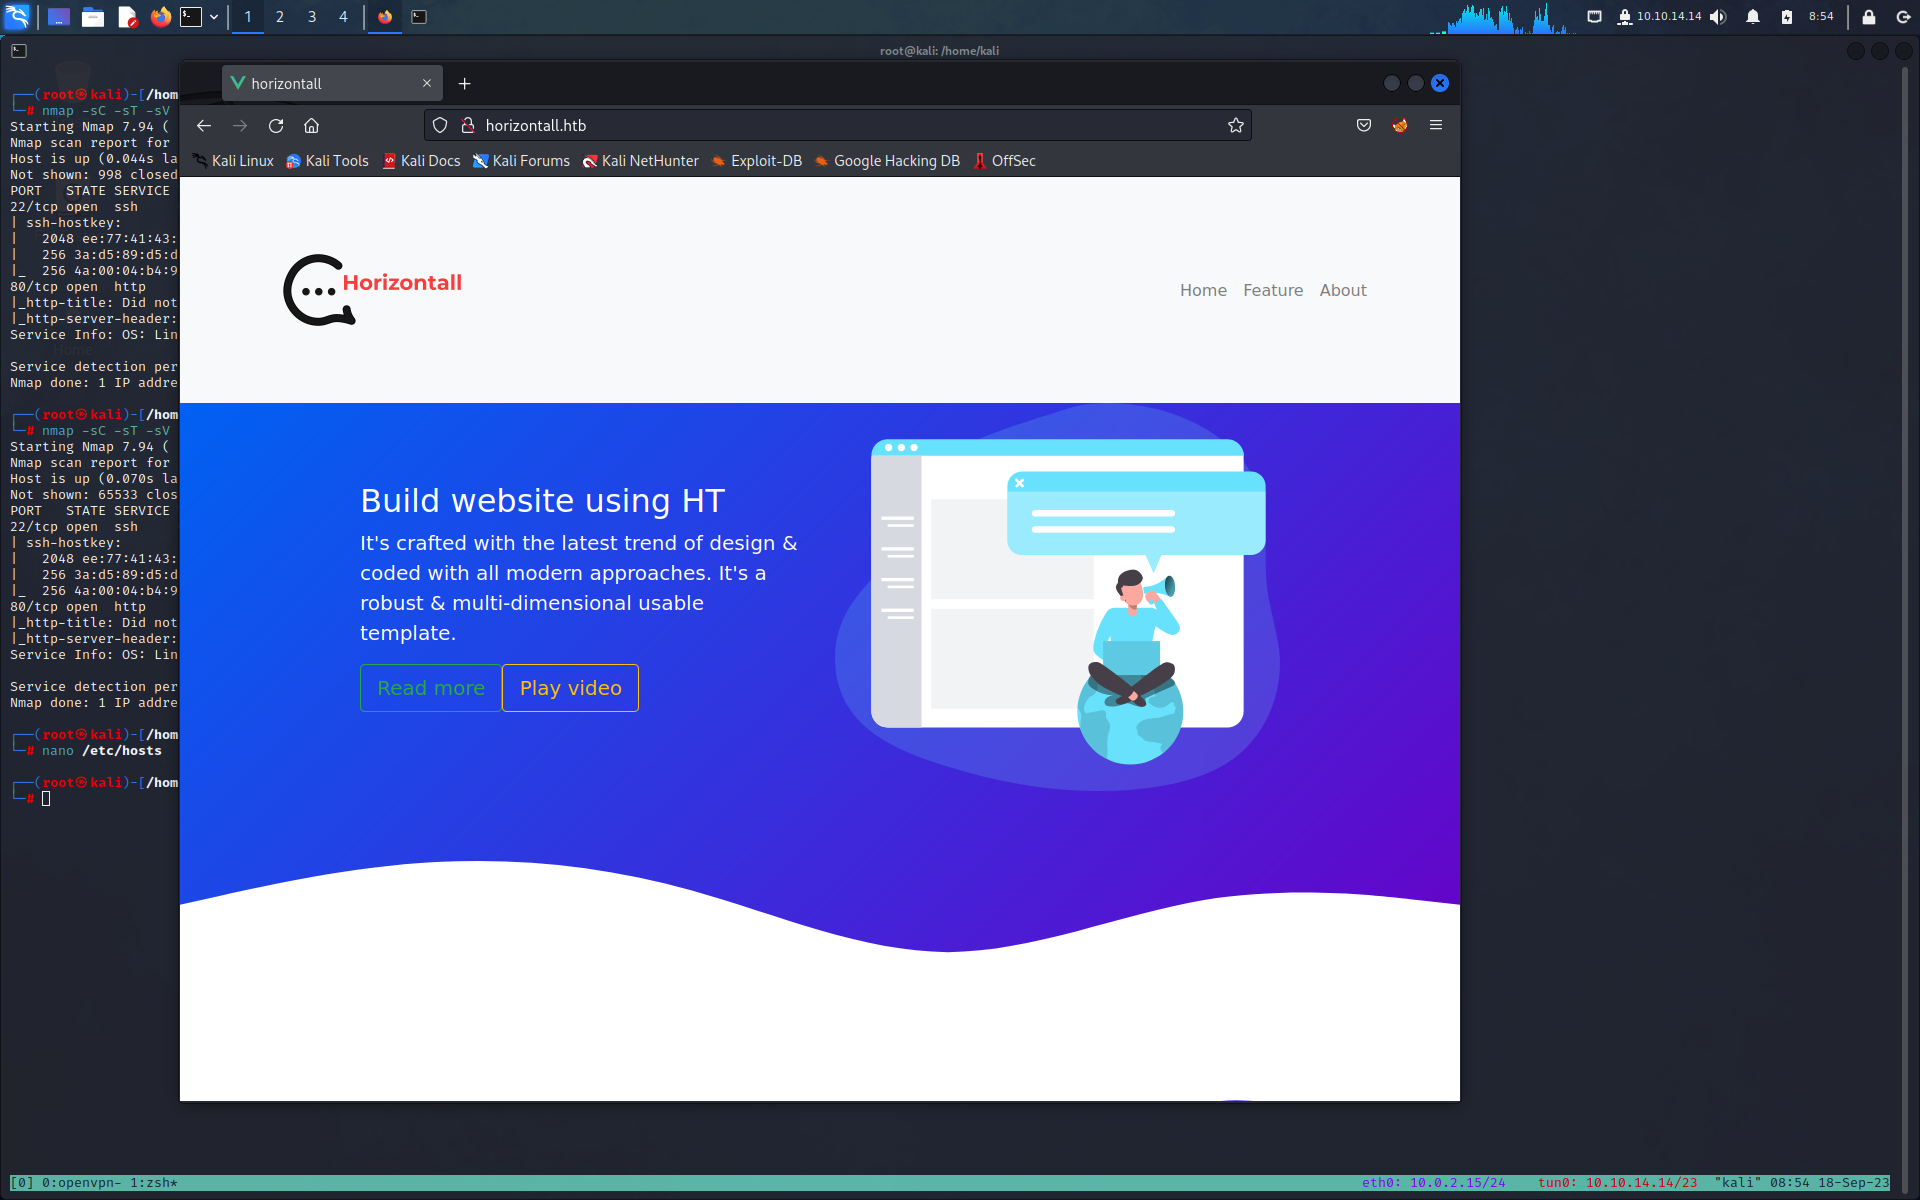 1 2 3 4
10.10.14.14
8:54
root@kali: /home/kali
┌──(root㉿kali)-[/hom
└─# nmap -sC -sT -sV
Starting Nmap 7.94 (
Nmap scan report for
Host is up (0.044s la
Not shown: 998 closed
PORT   STATE SERVICE
22/tcp open  ssh
| ssh-hostkey:
|   2048 ee:77:41:43:
|   256 3a:d5:89:d5:d
|_  256 4a:00:04:b4:9
80/tcp open  http
|_http-title: Did not
|_http-server-header:
Service Info: OS: Lin
Service detection per
Nmap done: 1 IP addre
┌──(root㉿kali)-[/hom
└─# nmap -sC -sT -sV
Starting Nmap 7.94 (
Nmap scan report for
Host is up (0.070s la
Not shown: 65533 clos
PORT   STATE SERVICE
22/tcp open  ssh
| ssh-hostkey:
|   2048 ee:77:41:43:
|   256 3a:d5:89:d5:d
|_  256 4a:00:04:b4:9
80/tcp open  http
|_http-title: Did not
|_http-server-header:
Service Info: OS: Lin
Service detection per
Nmap done: 1 IP addre
┌──(root㉿kali)-[/hom
└─# nano /etc/hosts
┌──(root㉿kali)-[/hom
└─#
horizontall
horizontall.htb
Kali Linux Kali Tools Kali Docs Kali Forums Kali NetHunter Exploit-DB Google Hacking DB OffSec
Horizontall
Home Feature About
Build website using HT
It's crafted with the latest trend of design &
coded with all modern approaches. It's a
robust & multi-dimensional usable
template.
Read more Play video
[0] 0:openvpn- 1:zsh*
eth0: 10.0.2.15/24 tun0: 10.10.14.14/23 "kali" 08:54 18-Sep-23